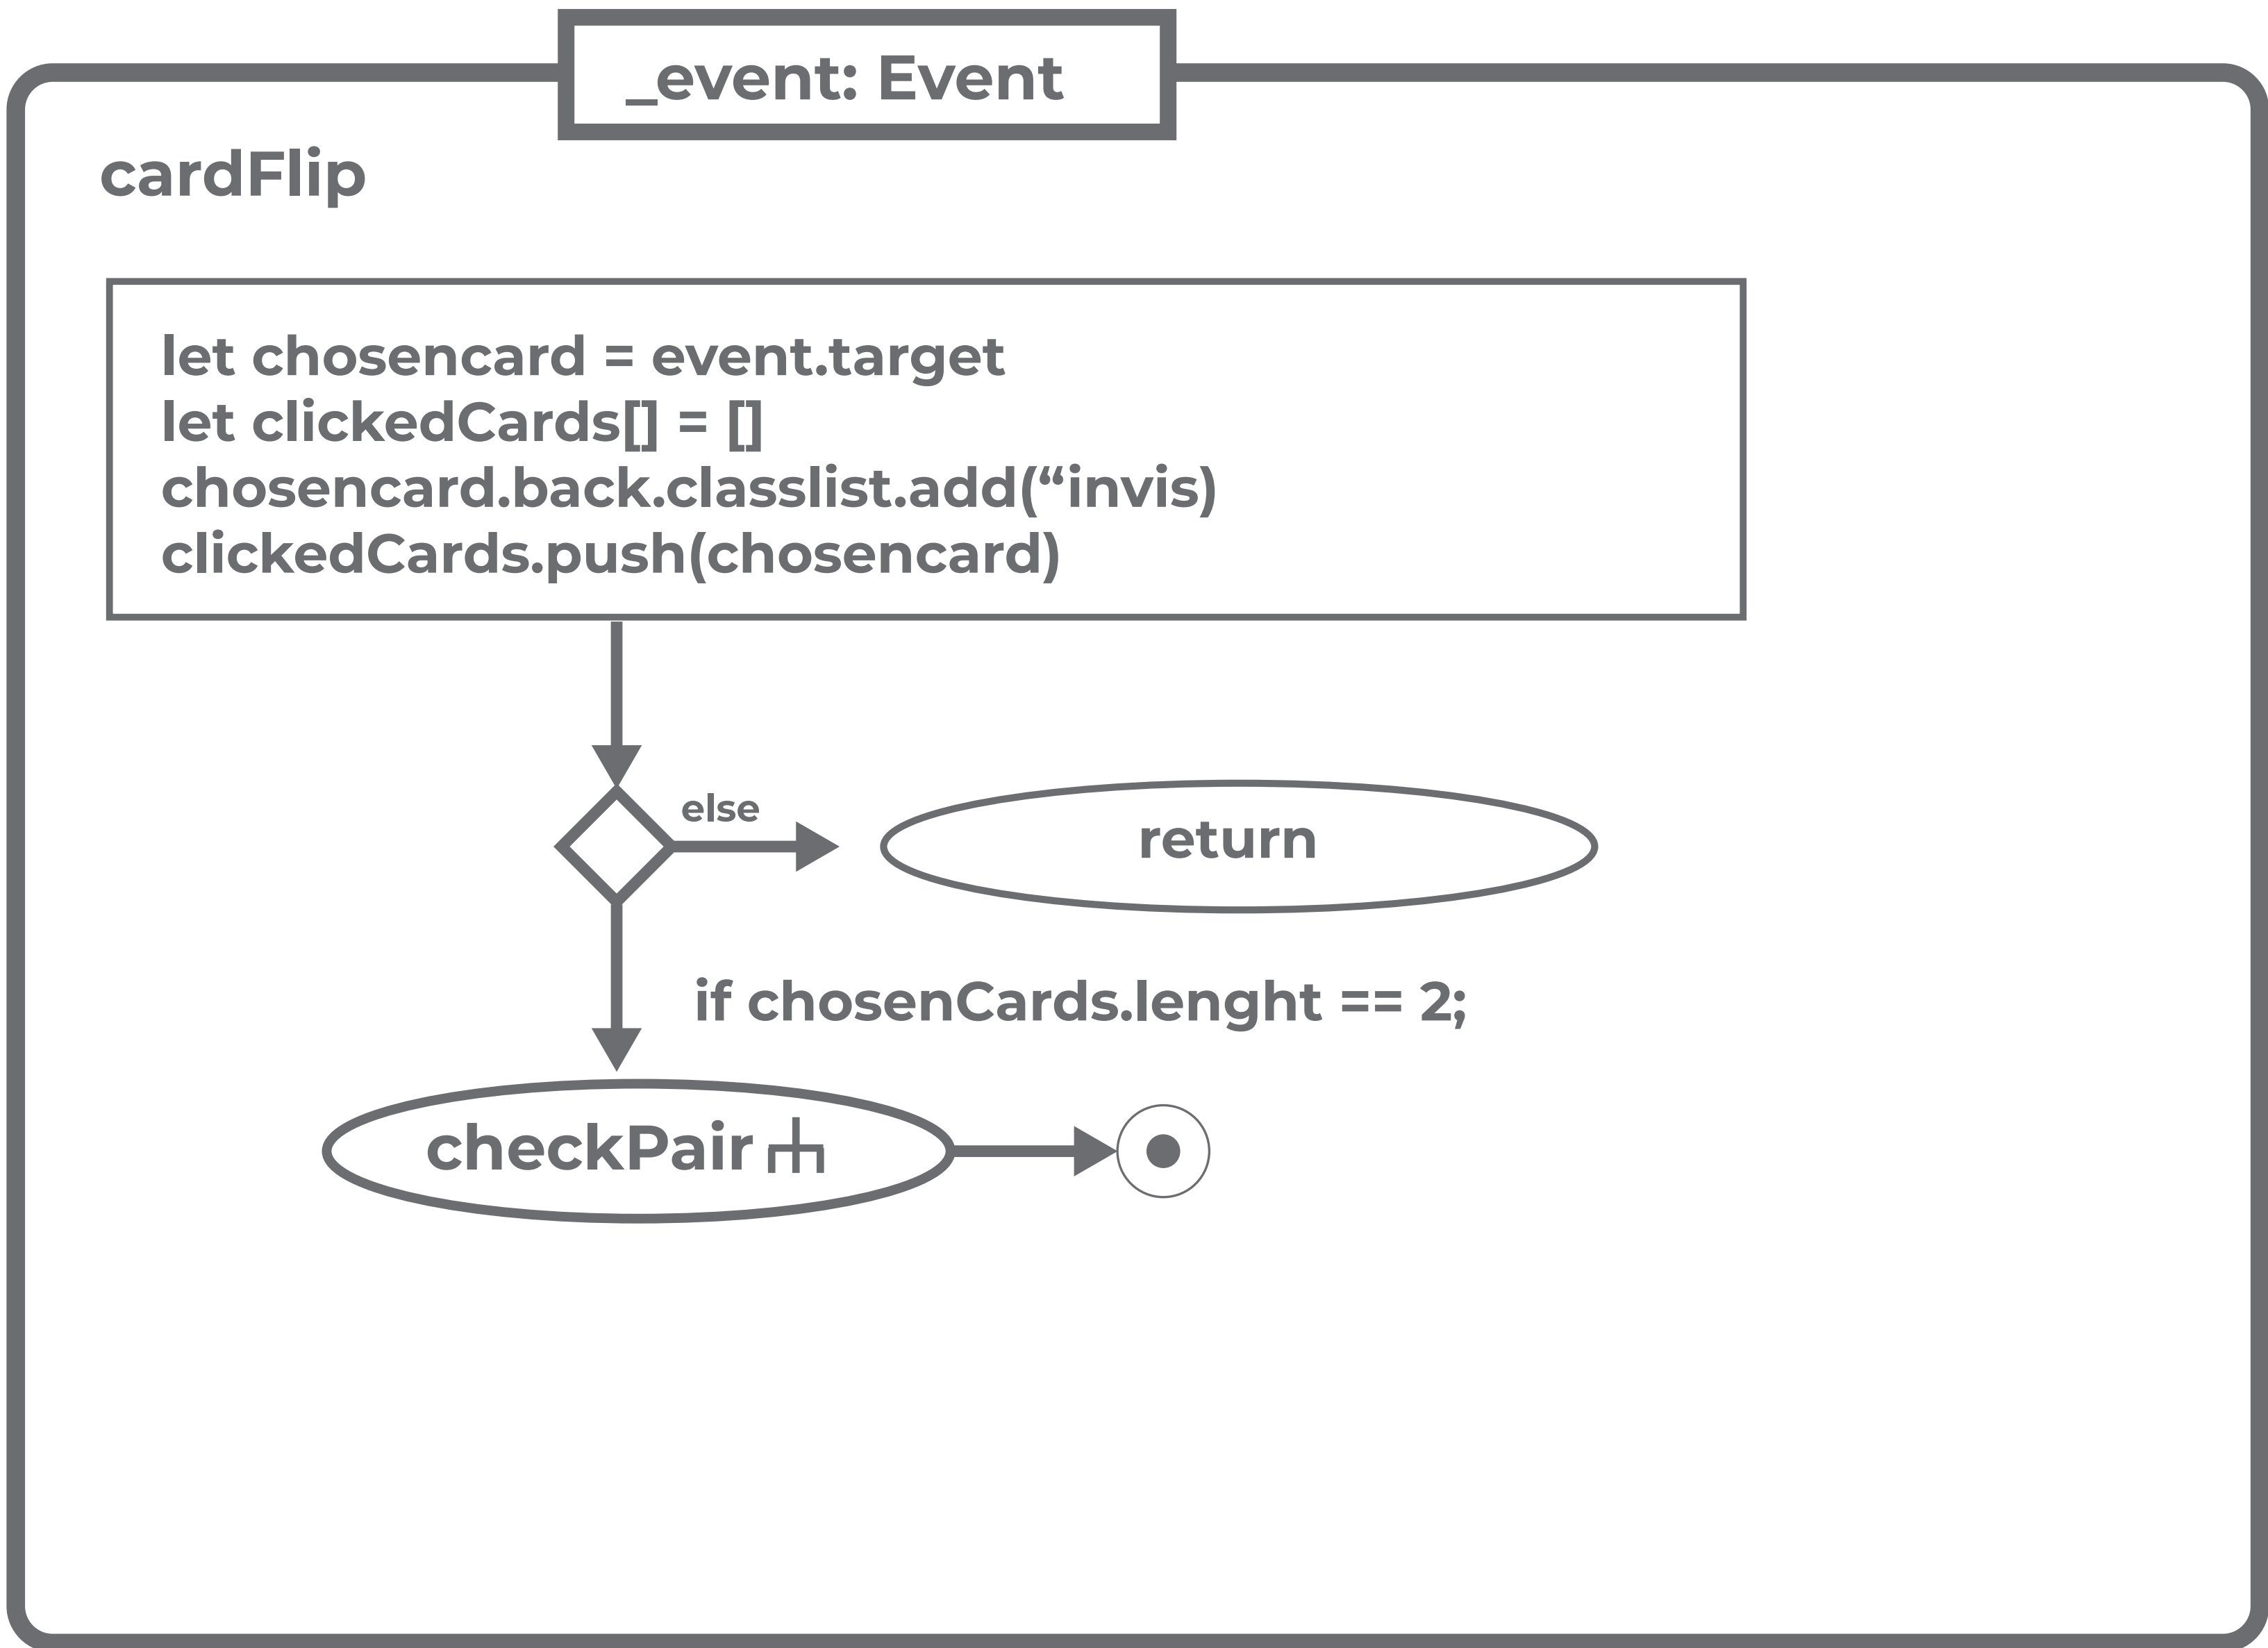 _event: Event
cardFlip
let chosencard = event.target
let clickedCards[] = []
chosencard.back.classlist.add(“invis)
clickedCards.push(chosencard)
else
return
if chosenCards.lenght == 2;
checkPair